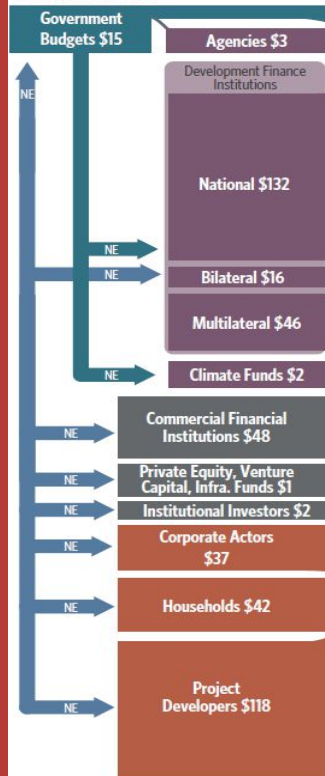 Government
Budgets $15
Agencies $3
Development Finance
Institutions
NE
National $132
NE
NE
Bilateral $16
Multilateral $46
NE
Climate Funds $2
Commercial Financial
Institutions $48
NE
Private Equity, Venture
Capital, Infra. Funds $1
NE
Institutional Investors $2
NE
Corporate Actors
$37
NE
Households $42
NE
Project
Developers $118
NE